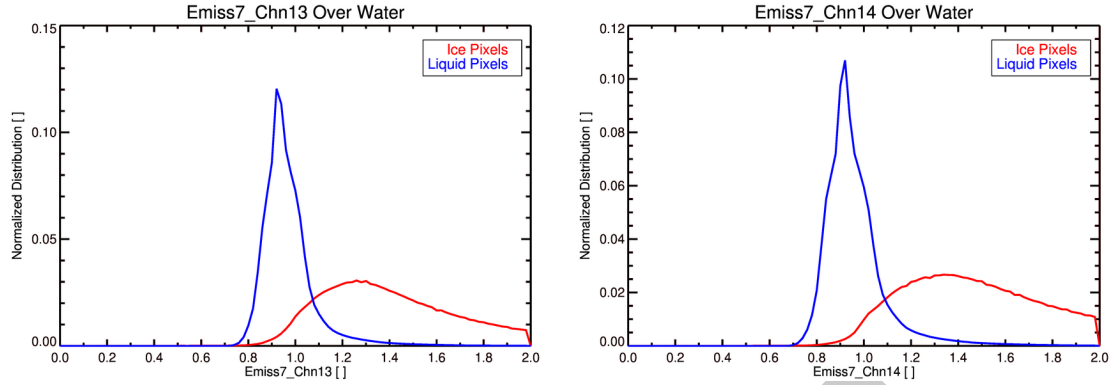 Emiss7_Chn13 Over Water
0.15
0.10
0.05
0.00
Normalized Distribution [ ]
Ice Pixels
Liquid Pixels
0.0 0.2 0.4 0.6 0.8 1.0 1.2 1.4 1.6 1.8 2.0
Emiss7_Chn13 [ ]
Emiss7_Chn14 Over Water
0.12
0.10
0.08
0.06
0.04
0.02
0.00
Normalized Distribution [ ]
Ice Pixels
Liquid Pixels
0.0 0.2 0.4 0.6 0.8 1.0 1.2 1.4 1.6 1.8 2.0
Emiss7_Chn14 [ ]